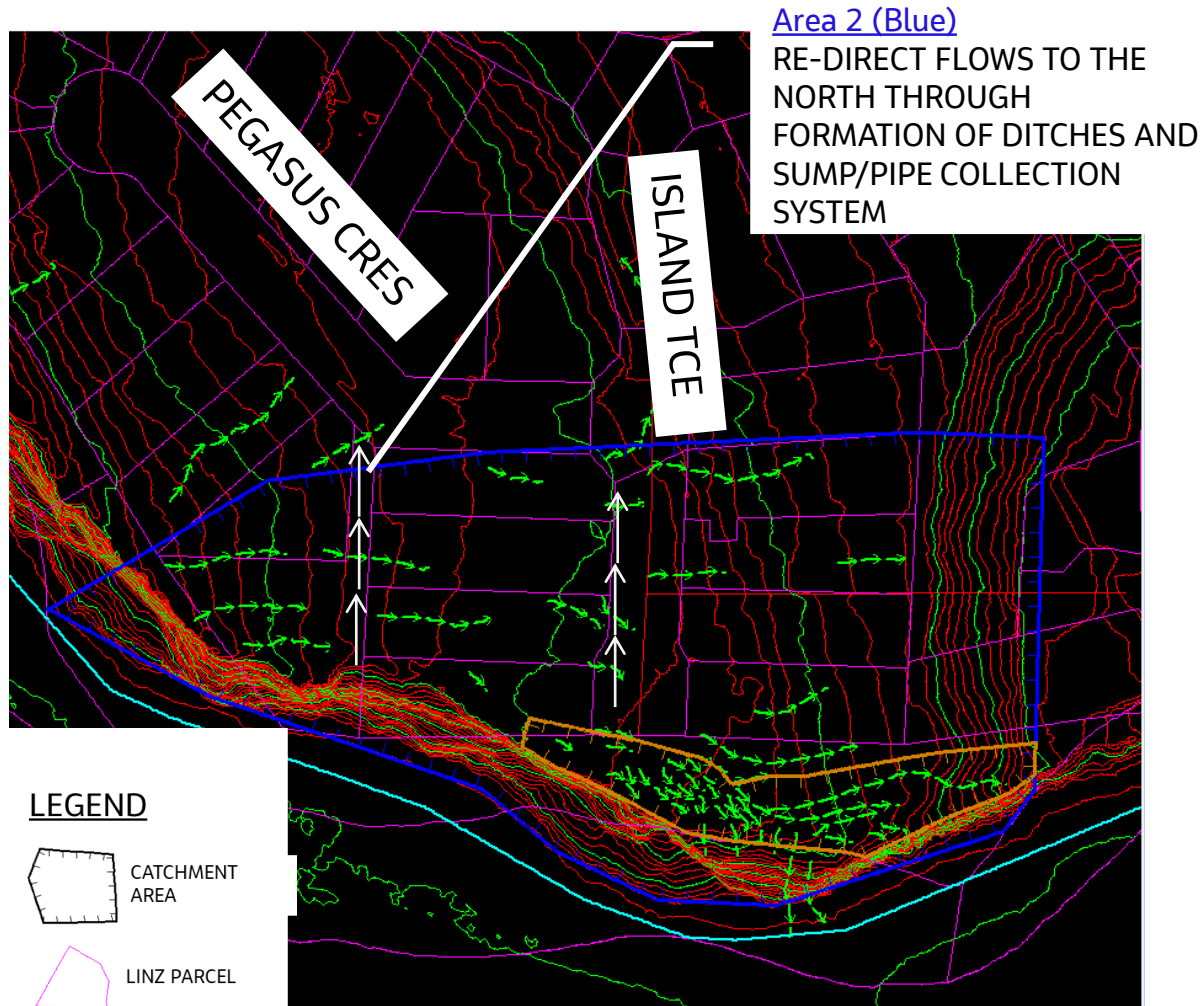 Area 2 (Blue)
RE-DIRECT FLOWS TO THE
NORTH THROUGH
FORMATION OF DITCHES AND
SUMP/PIPE COLLECTION
SYSTEM
PEGASUS CRES
ISLAND TCE
LEGEND
CATCHMENT
AREA
LINZ PARCEL